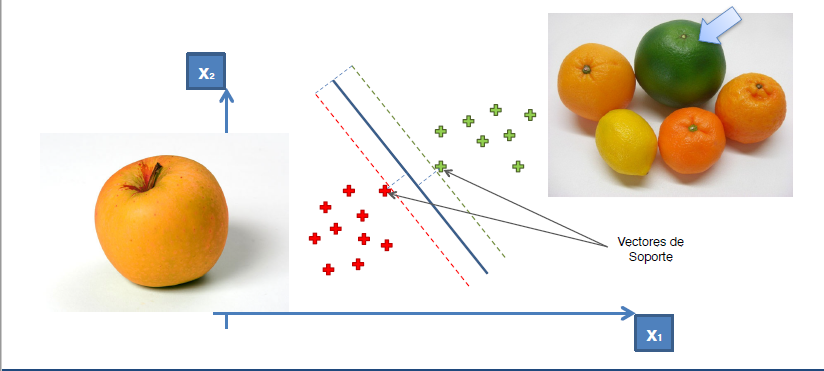 x2
Vectores de
Soporte
x1